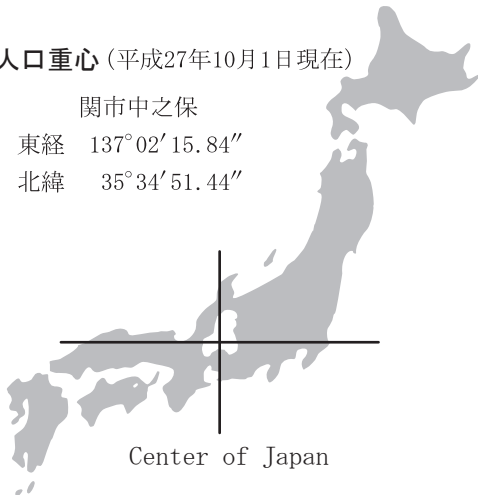 人口重心(平成27年10月1日現在)
関市中之保
東経 137°02′15.84″
北緯 35°34′51.44″
Center of Japan